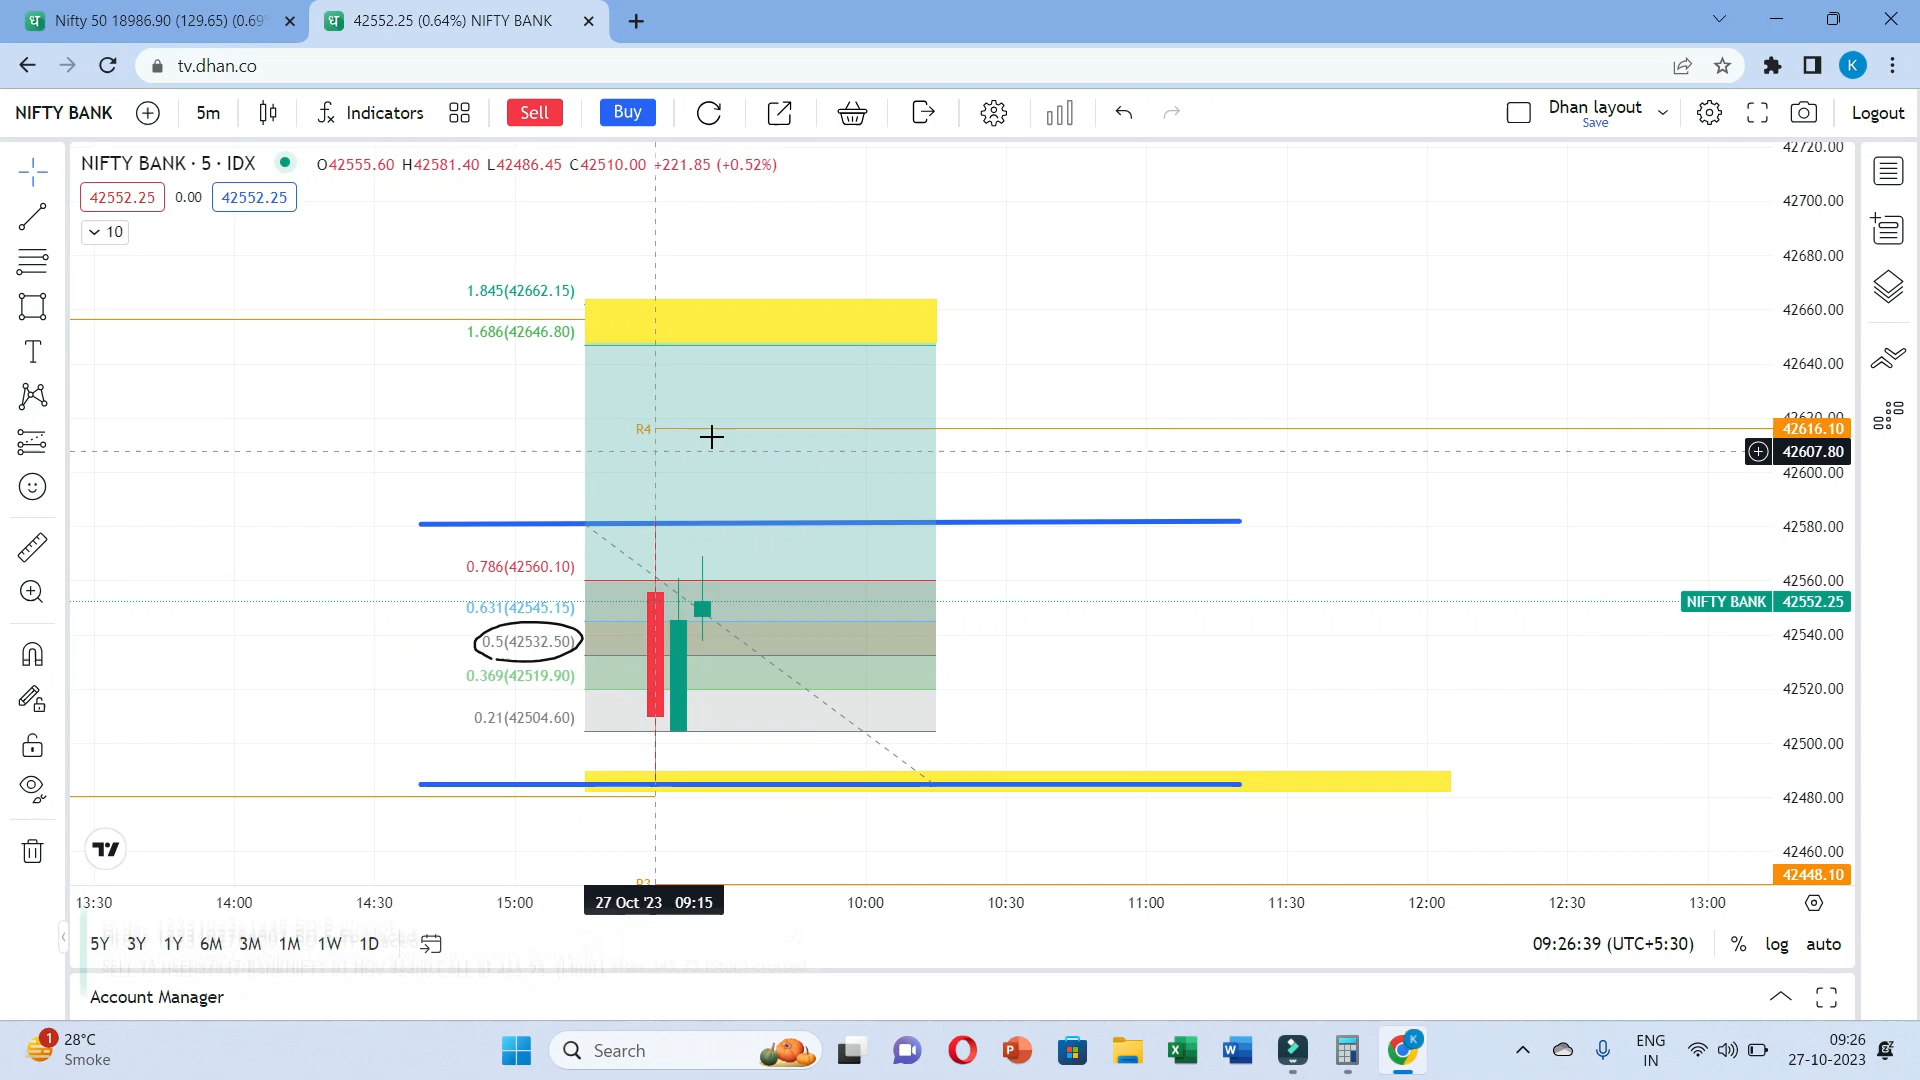 Nifty 50 18986.90 (129.65) (0.69
42552.25 (0.64%) NIFTY BANK
tv.dhan.co
K
NIFTY BANK
5m
Indicators
Sell
Buy
Dhan layout
Save
Logout
NIFTY BANK · 5 · IDX
O42555.60 H42581.40 L42486.45 C42510.00 +221.85 (+0.52%)
42552.25
0.00
42552.25
10
1.845(42662.15)
1.686(42646.80)
R4
0.786(42560.10)
0.631(42545.15)
0.5(42532.50)
0.369(42519.90)
0.21(42504.60)
42720.00
42700.00
42680.00
42660.00
42640.00
42620.00
42616.10
42607.80
42600.00
42580.00
42560.00
NIFTY BANK 42552.25
42540.00
42520.00
42500.00
42480.00
42460.00
42448.10
13:30
14:00
14:30
15:00
27 Oct '23 09:15
10:00
10:30
11:00
11:30
12:00
12:30
13:00
5Y 3Y 1Y 6M 3M 1M 1W 1D
09:26:39 (UTC+5:30)
%
log
auto
Account Manager
1
28°C
Smoke
Search
ENG
IN
09:26
27-10-2023